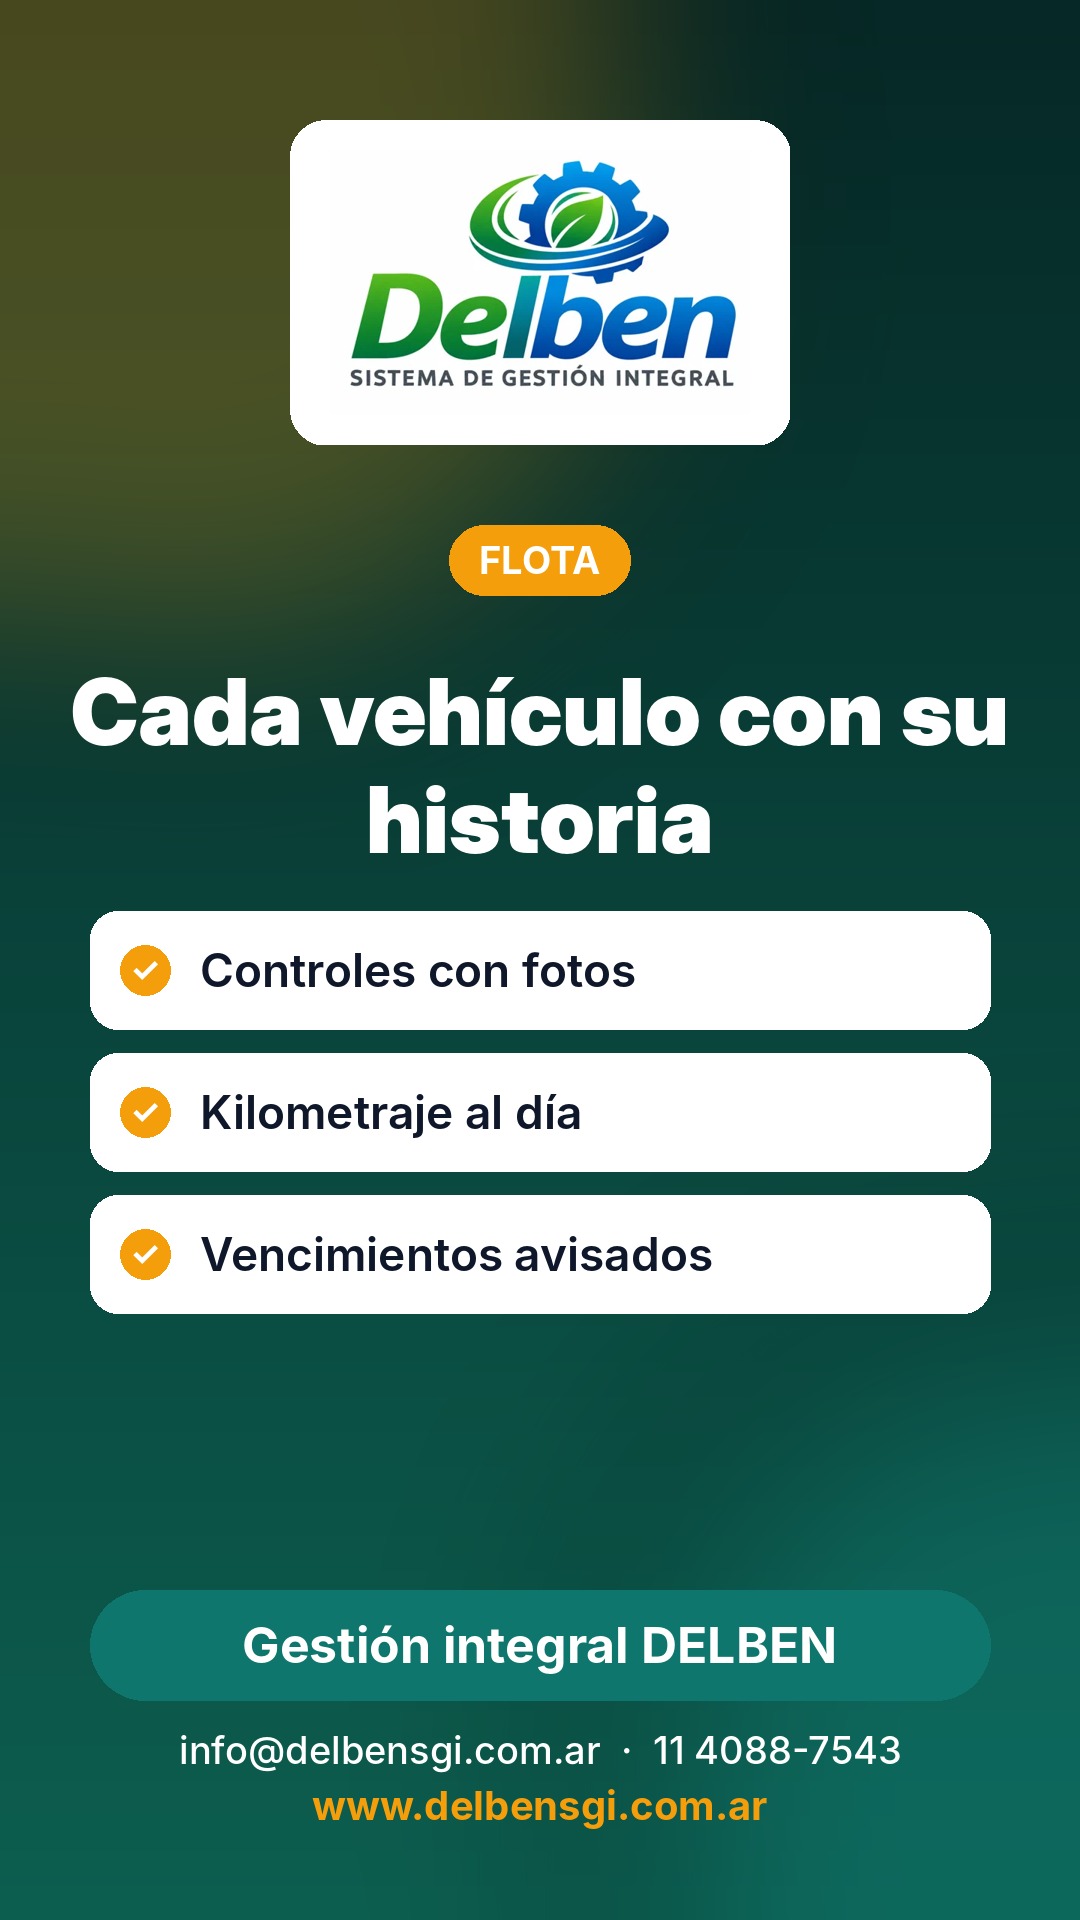 Delben
SISTEMA DE GESTIÓN INTEGRAL
FLOTA
Cada vehículo con su
historia
Controles con fotos
Kilometraje al día
Vencimientos avisados
Gestión integral DELBEN
info@delbensgi.com.ar · 11 4088-7543
www.delbensgi.com.ar